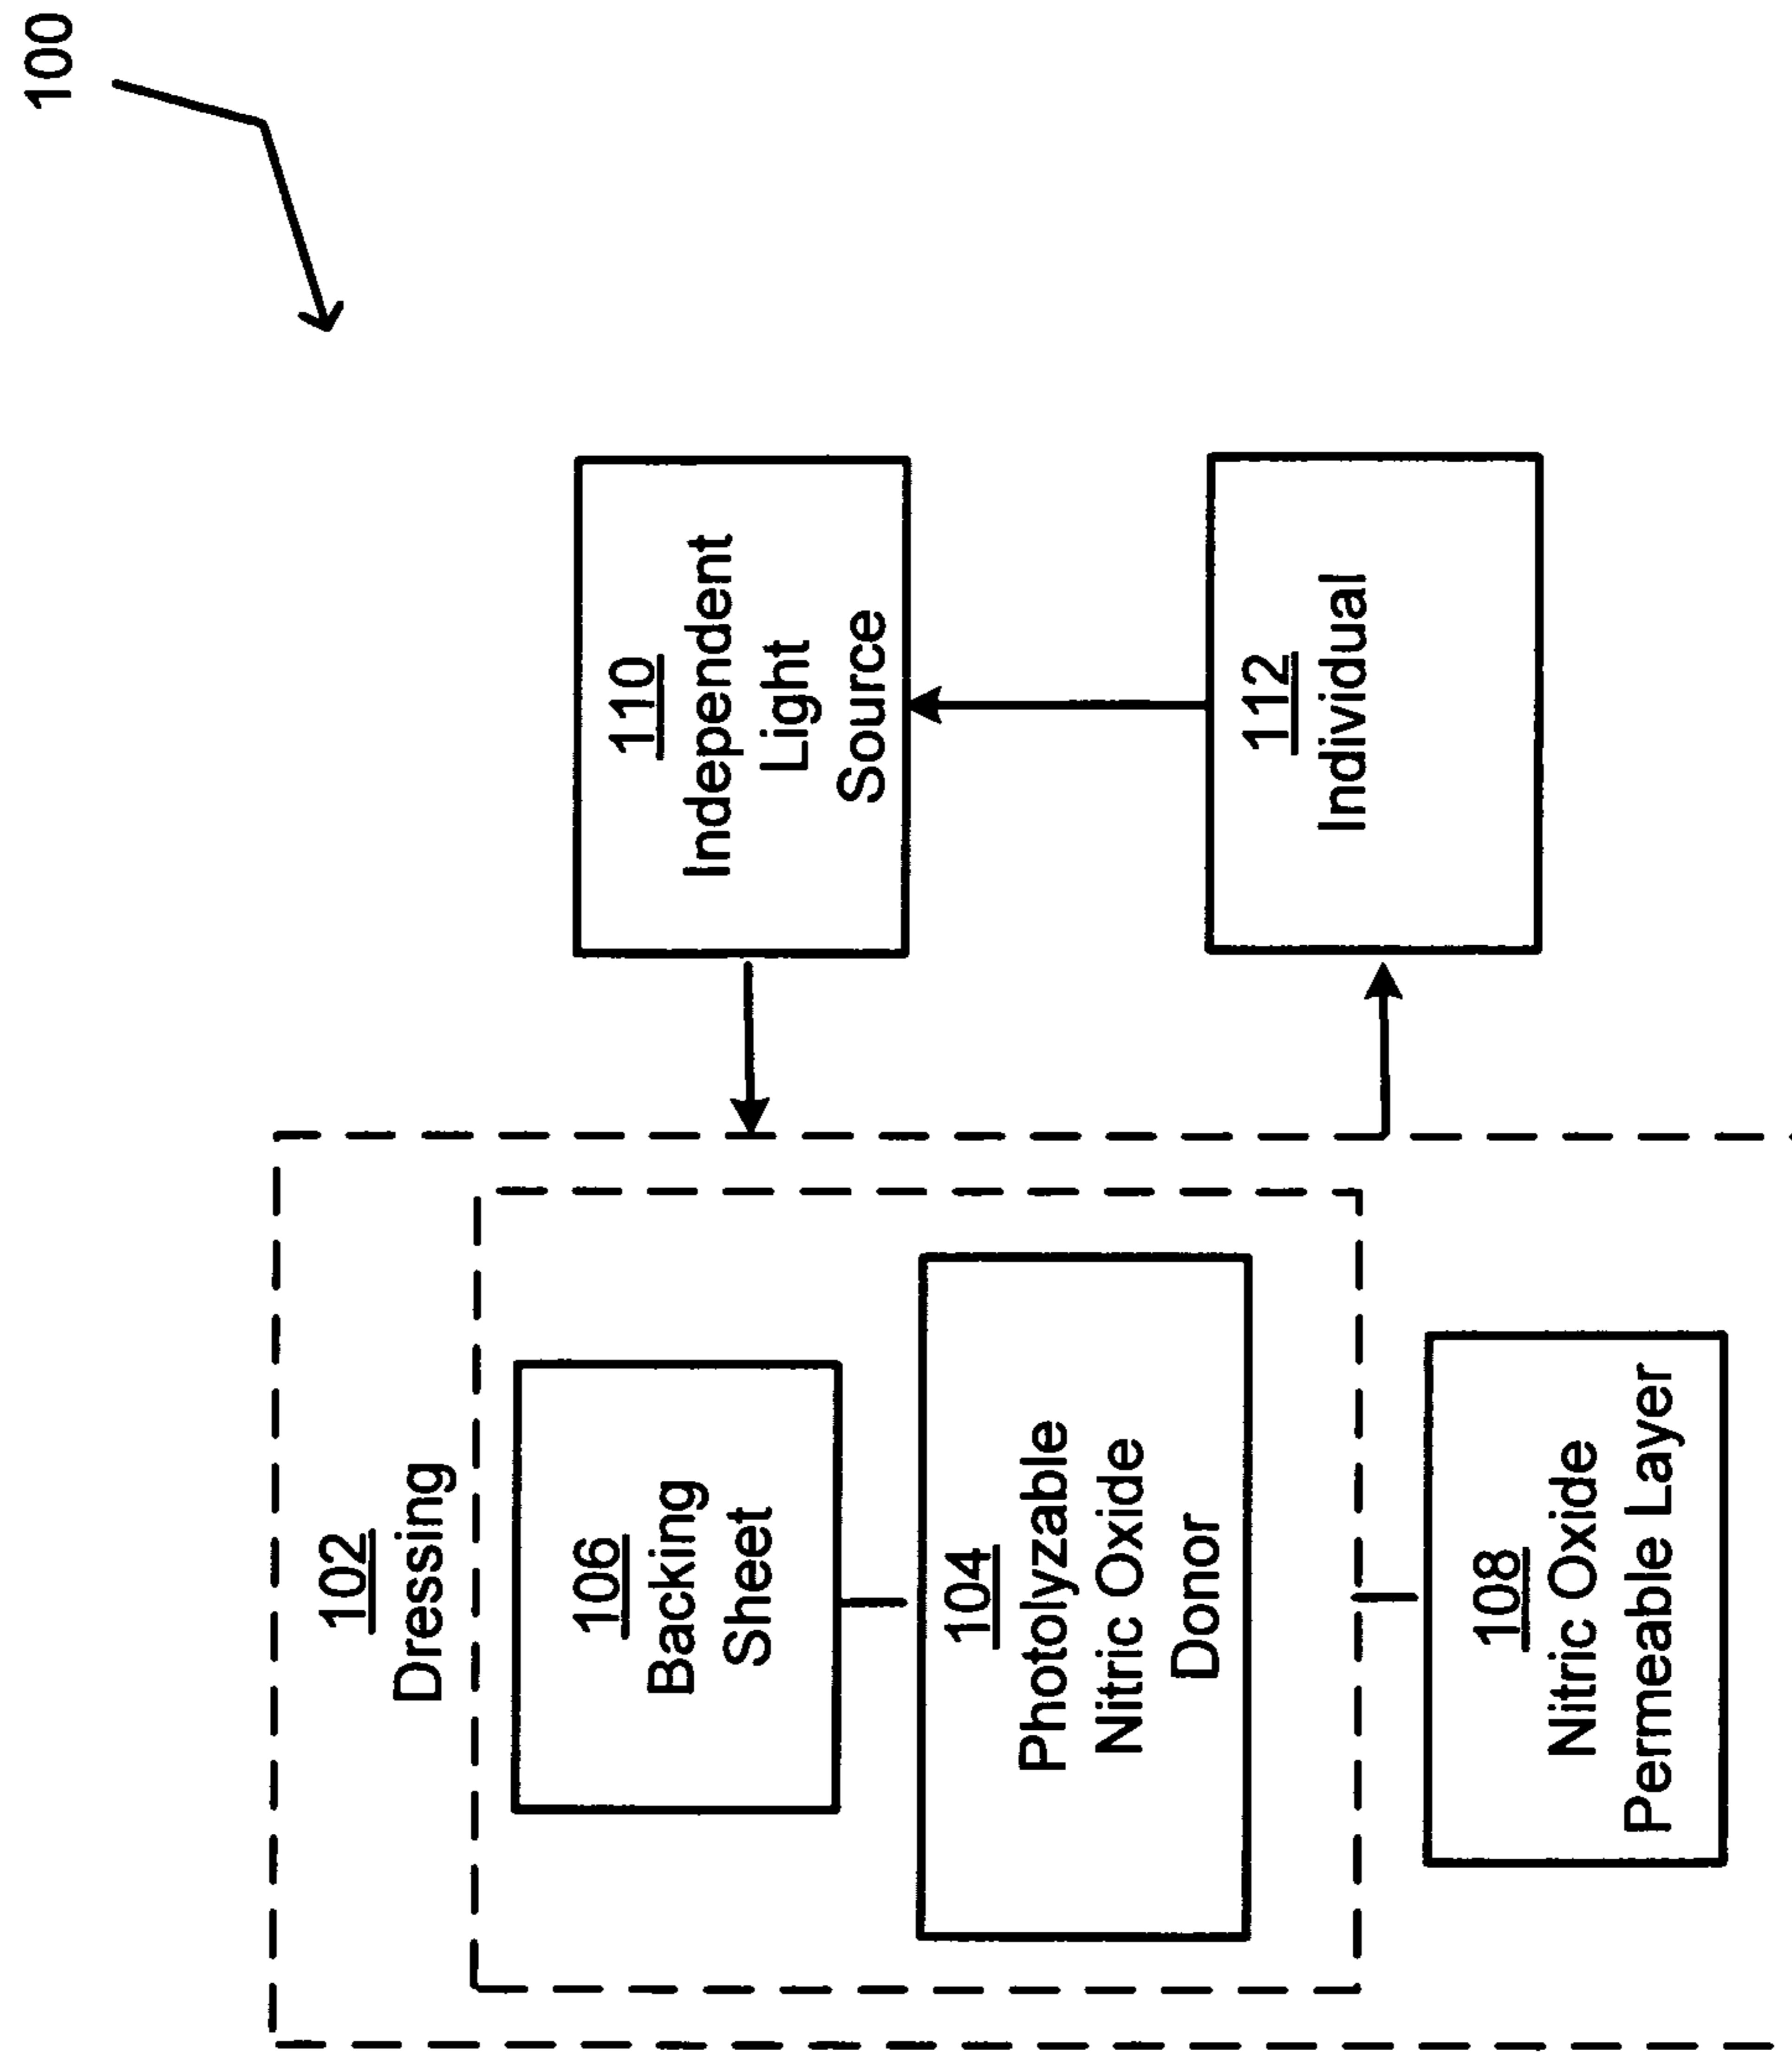 100
102
Dressing
106
Backing
Sheet
104
Photolyzable
Nitric Oxide
Donor
108
Nitric Oxide
Permeable Layer
110
Independent
Light
Source
112
Individual